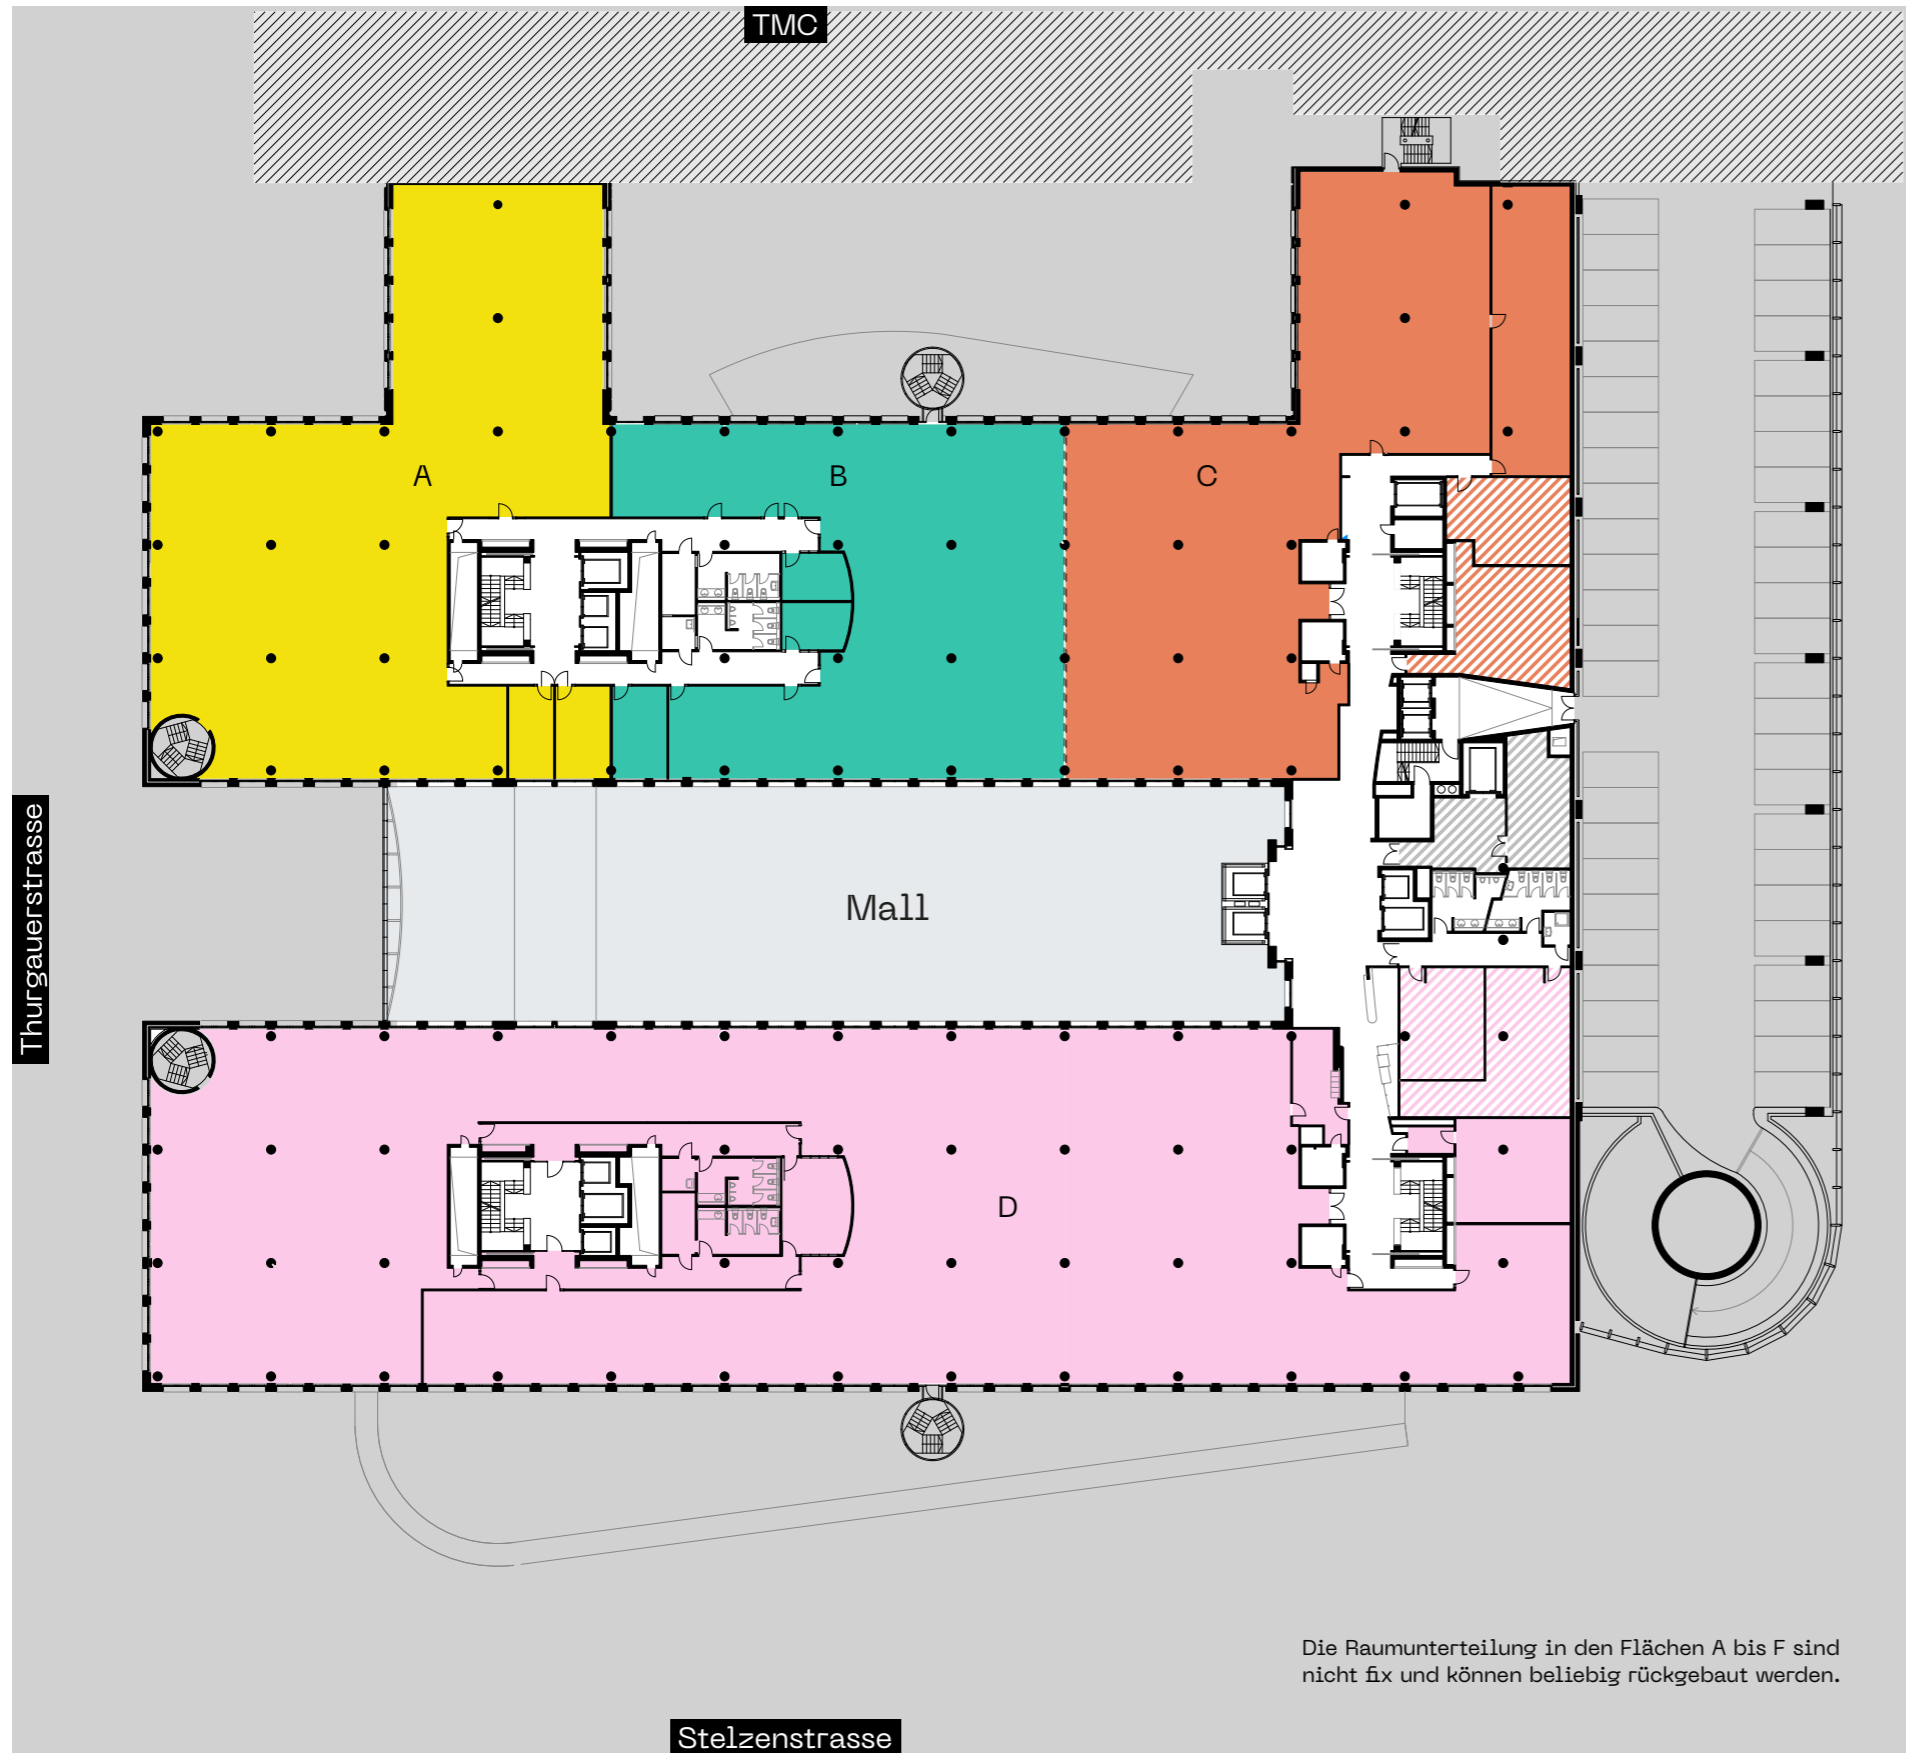 TMC
A
B
C
Thurgauerstrasse
Mall
D
Die Raumunterteilung in den Flächen A bis F sind
nicht fix und können beliebig rückgebaut werden.
Stelzenstrasse